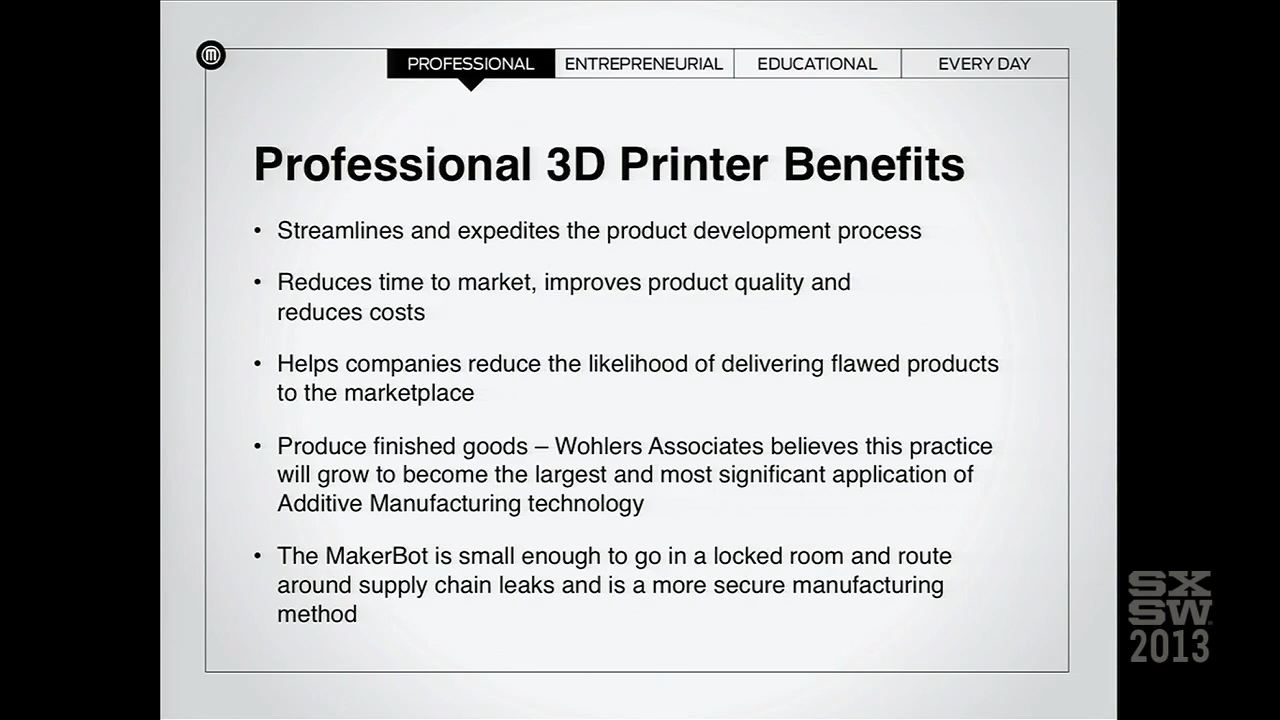 PROFESSIONAL
ENTREPRENEURIAL
EDUCATIONAL
EVERY DAY
Professional 3D Printer Benefits
• Streamlines and expedites the product development process
• Reduces time to market, improves product quality and
reduces costs
• Helps companies reduce the likelihood of delivering flawed products
to the marketplace
• Produce finished goods – Wohlers Associates believes this practice
will grow to become the largest and most significant application of
Additive Manufacturing technology
• The MakerBot is small enough to go in a locked room and route
around supply chain leaks and is a more secure manufacturing
method
SX
SW
2013